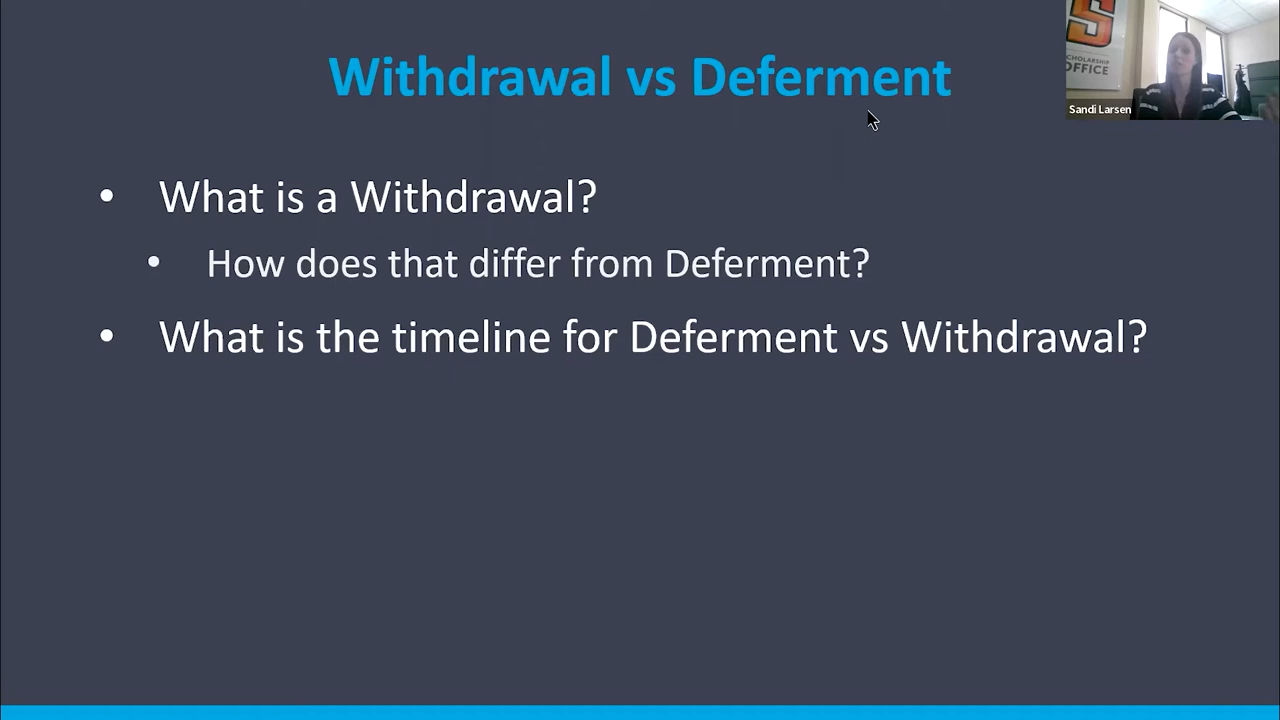 Withdrawal vs Deferment
S
SCHOLARSHIP
OFFICE
Sandi Larsen
• What is a Withdrawal?
• How does that differ from Deferment?
• What is the timeline for Deferment vs Withdrawal?